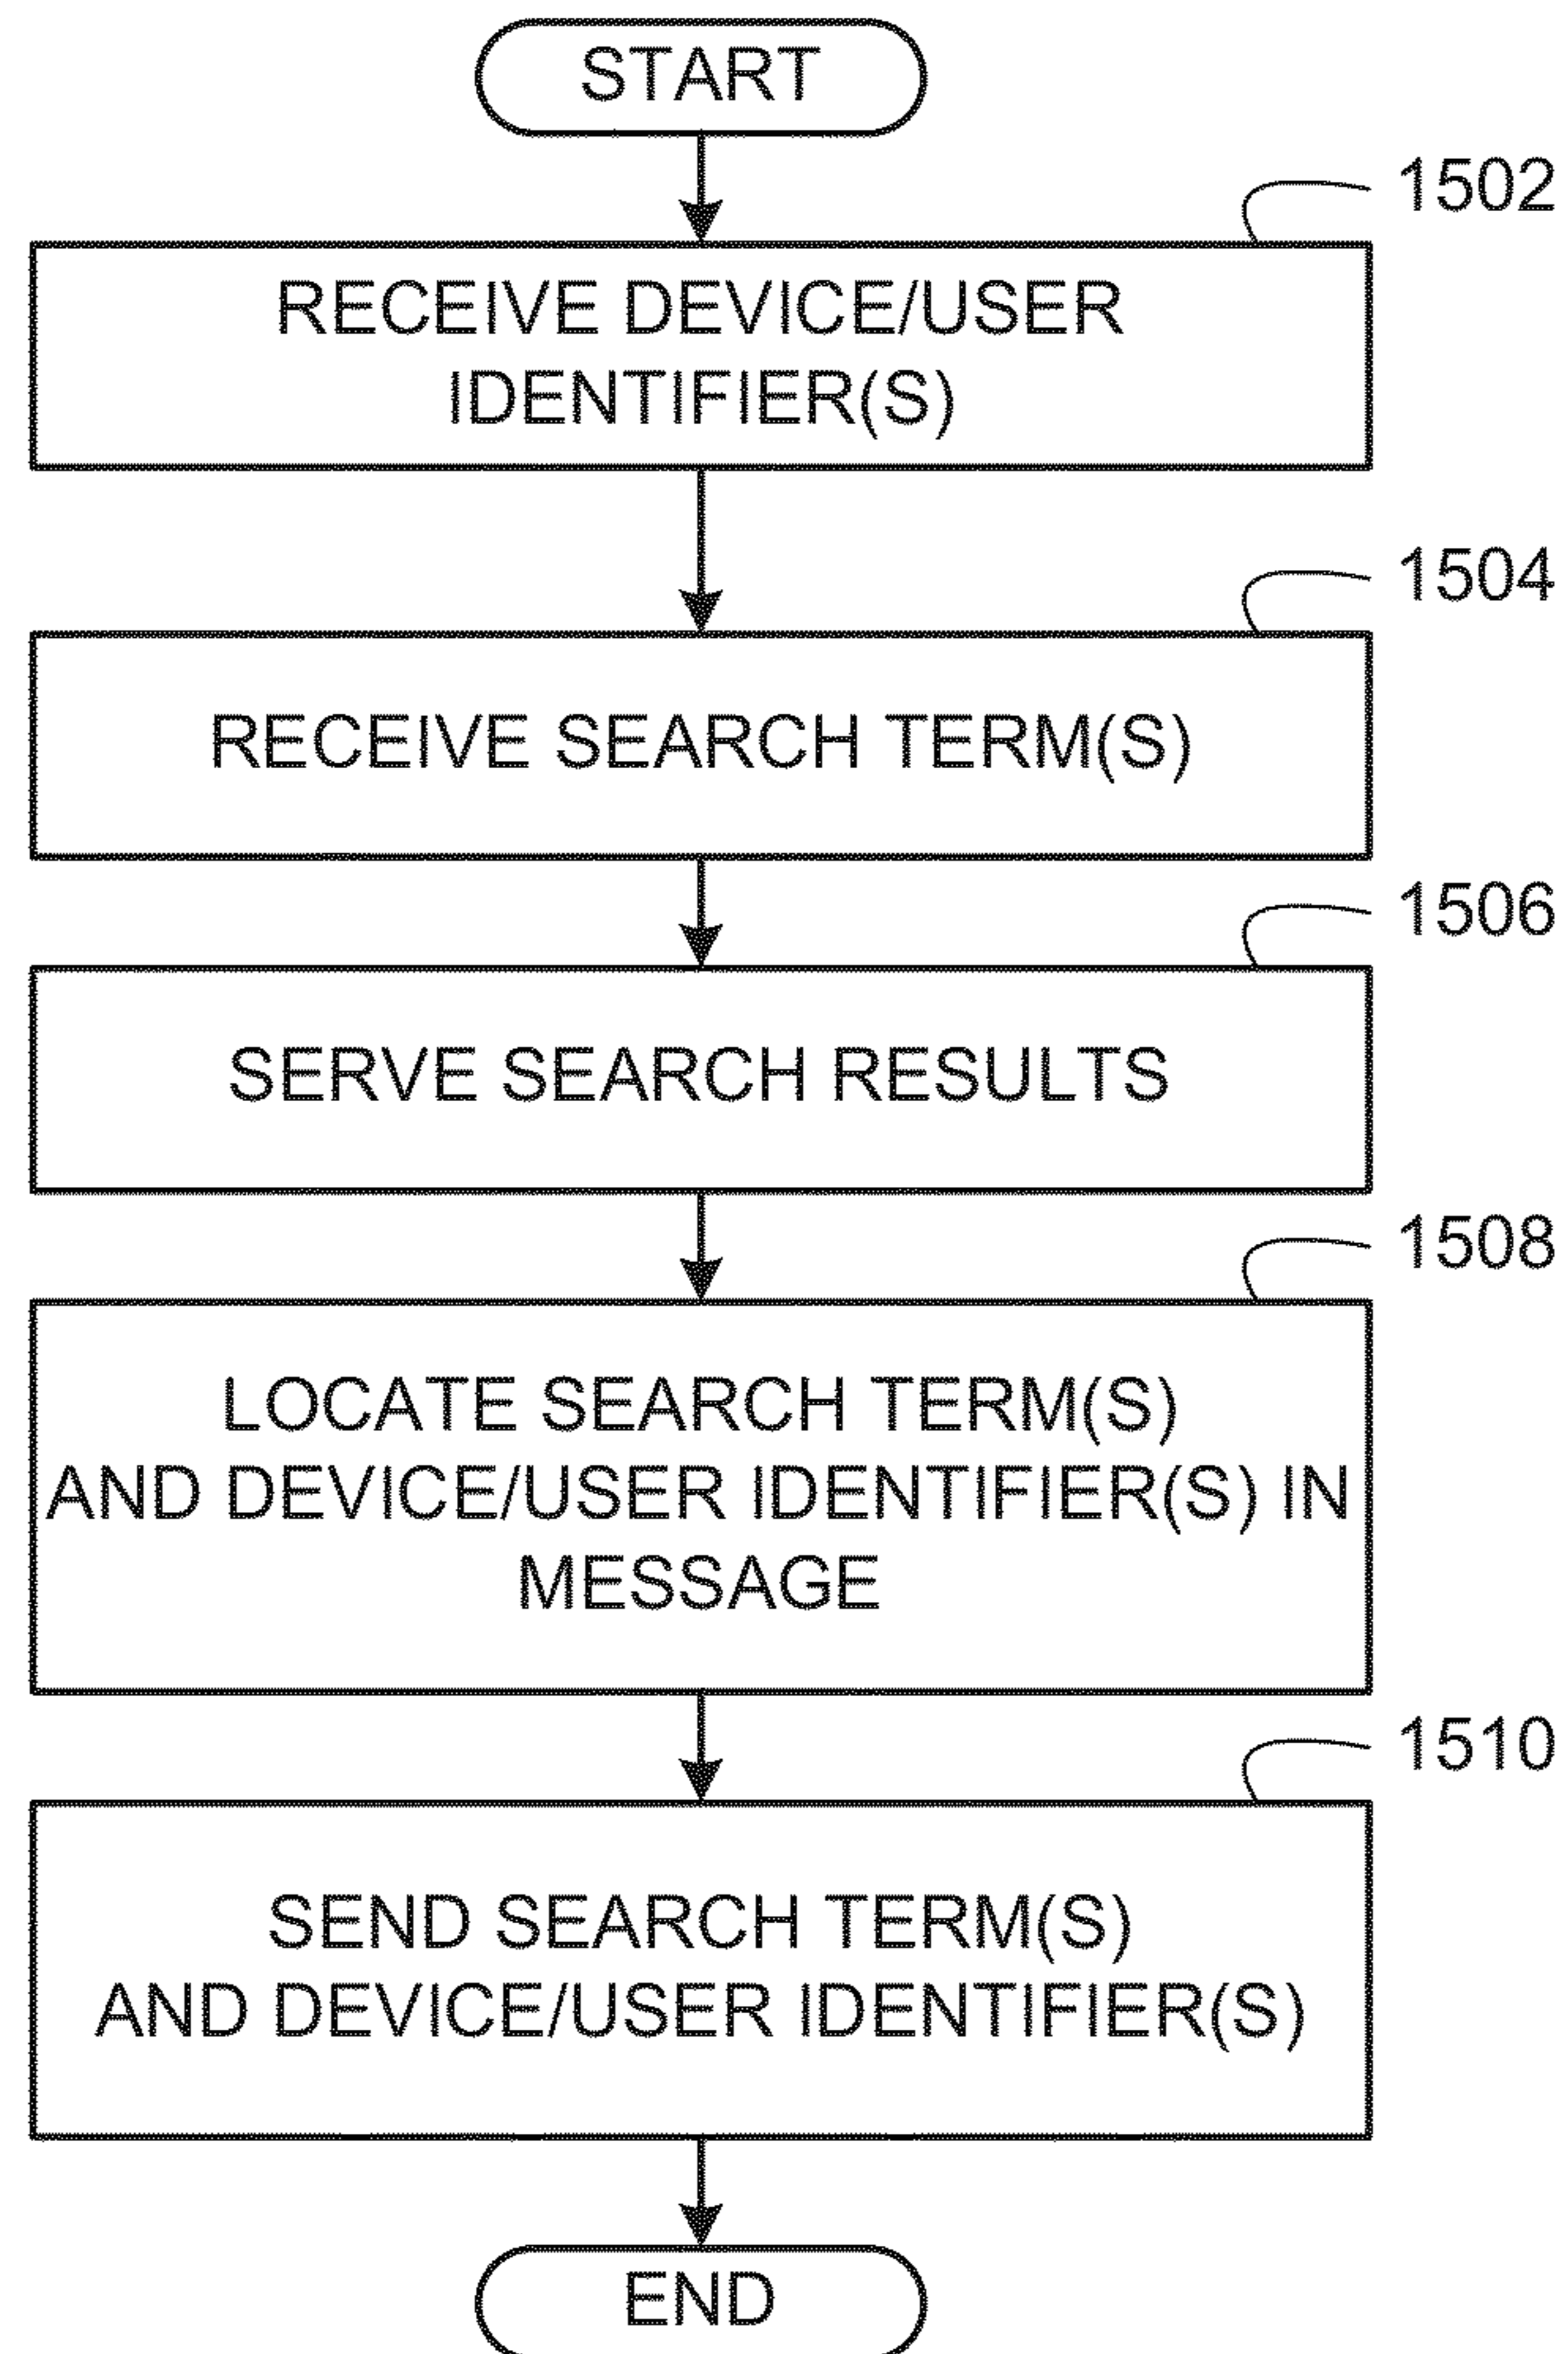 START
1502
RECEIVE DEVICE/USER
IDENTIFIER(S)
1504
RECEIVE SEARCH TERM(S)
1506
SERVE SEARCH RESULTS
1508
LOCATE SEARCH TERM(S)
AND DEVICE/USER IDENTIFIER(S) IN
MESSAGE
1510
SEND SEARCH TERM(S)
AND DEVICE/USER IDENTIFIER(S)
END